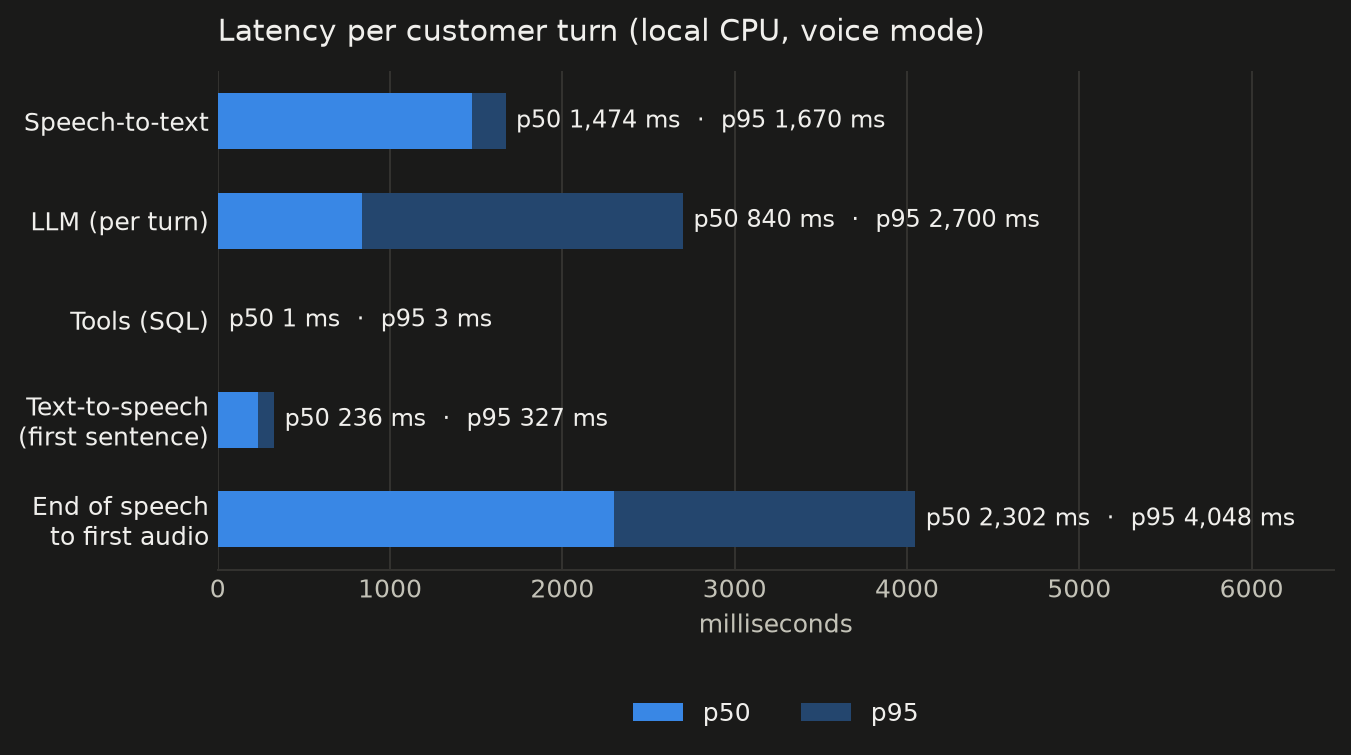 Latency per customer turn (local CPU, voice mode)
Speech-to-text
p50 1,474 ms · p95 1,670 ms
LLM (per turn)
p50 840 ms · p95 2,700 ms
Tools (SQL)
p50 1 ms · p95 3 ms
Text-to-speech
(first sentence)
p50 236 ms · p95 327 ms
End of speech
to first audio
p50 2,302 ms · p95 4,048 ms
0 1000 2000 3000 4000 5000 6000
milliseconds
p50 p95